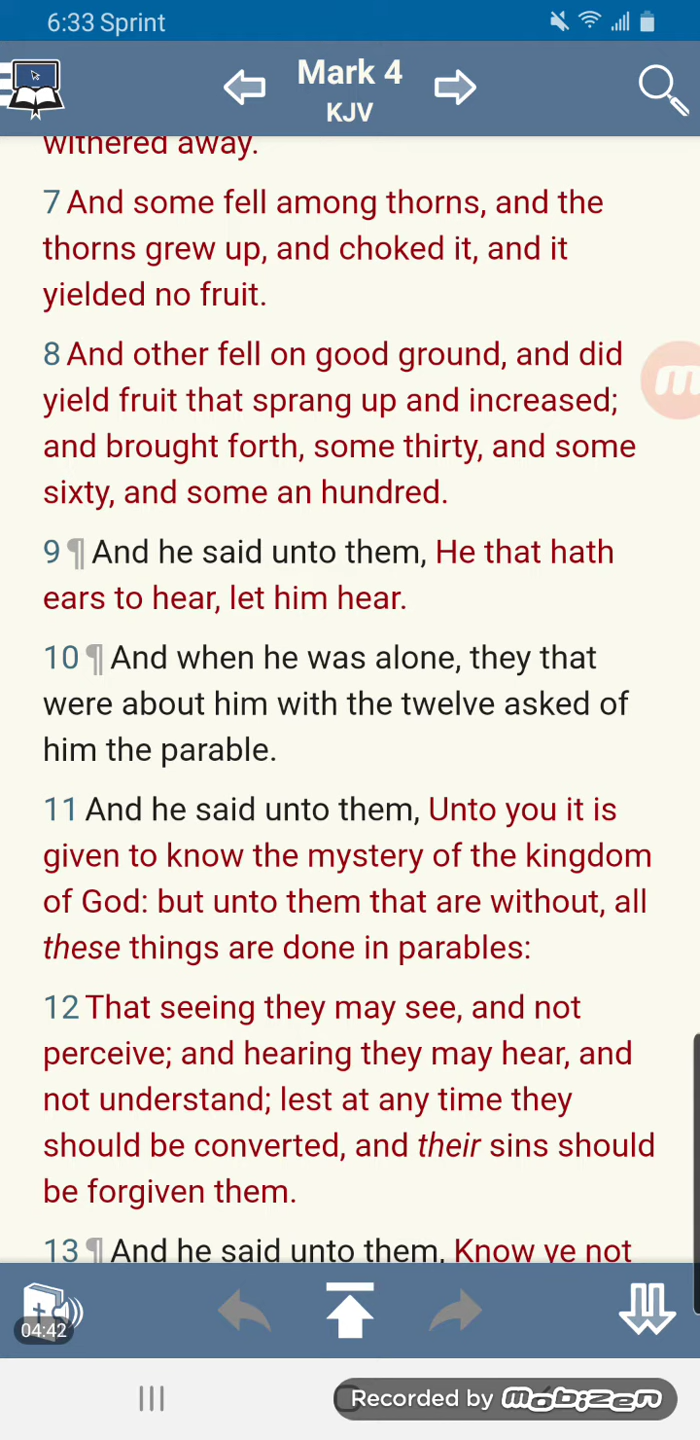 6:33 Sprint
Mark 4
KJV
withered away.
7 And some fell among thorns, and the
thorns grew up, and choked it, and it
yielded no fruit.
8 And other fell on good ground, and did
yield fruit that sprang up and increased;
and brought forth, some thirty, and some
sixty, and some an hundred.
9 ¶ And he said unto them, He that hath
ears to hear, let him hear.
10 ¶ And when he was alone, they that
were about him with the twelve asked of
him the parable.
11 And he said unto them, Unto you it is
given to know the mystery of the kingdom
of God: but unto them that are without, all
these things are done in parables:
12 That seeing they may see, and not
perceive; and hearing they may hear, and
not understand; lest at any time they
should be converted, and their sins should
be forgiven them.
13 ¶ And he said unto them, Know ye not
04:42
Recorded by mobizen